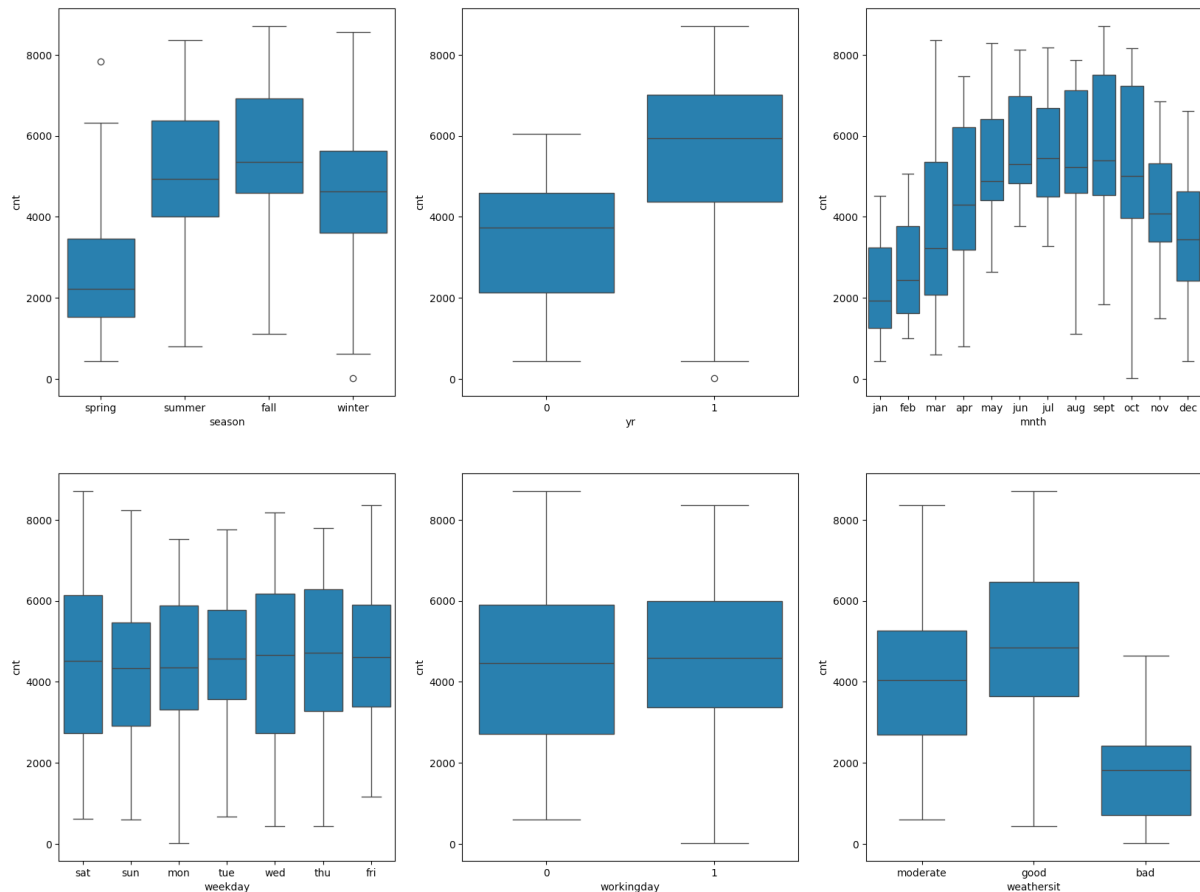 8000
6000
4000
2000
0
cnt
spring summer fall winter
season
8000
6000
4000
2000
0
cnt
0 1
yr
8000
6000
4000
2000
0
cnt
jan feb mar apr may jun jul aug sept oct nov dec
mnth
8000
6000
4000
2000
0
cnt
sat sun mon tue wed thu fri
weekday
8000
6000
4000
2000
0
cnt
0 1
workingday
8000
6000
4000
2000
0
cnt
moderate good bad
weathersit